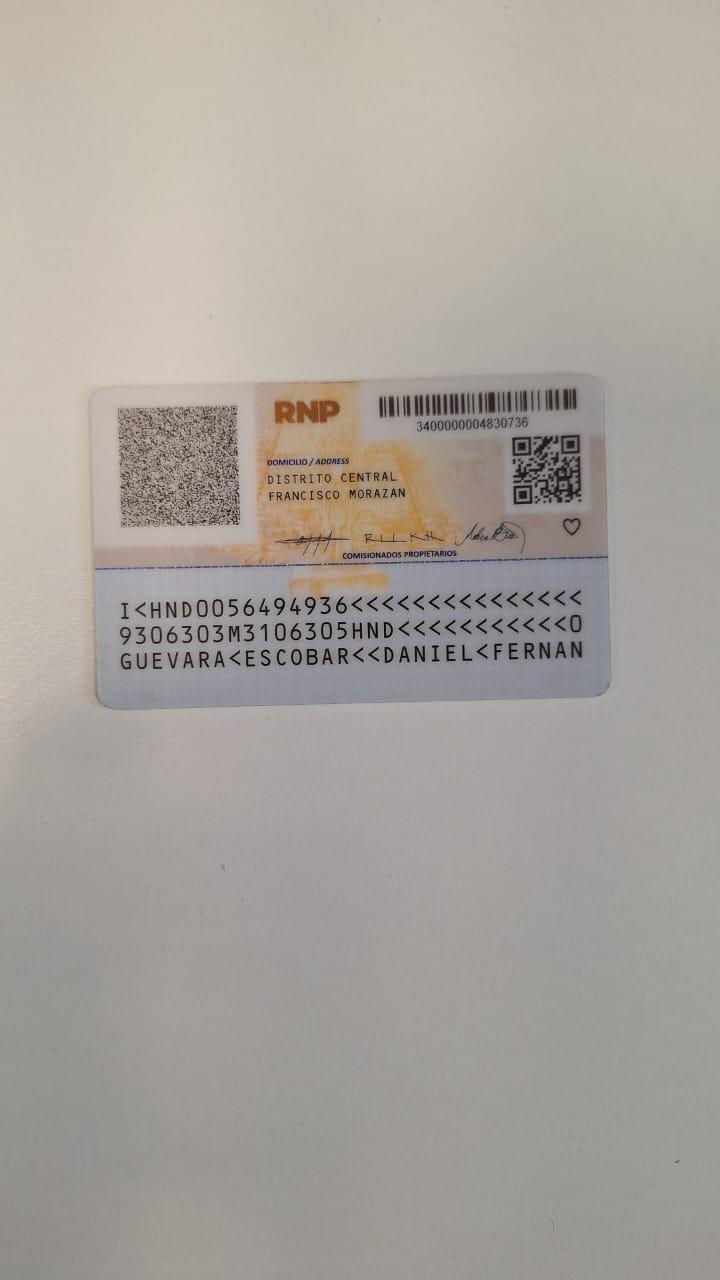 RNP
3400000004830736
DOMICILIO / ADDRESS
DISTRITO CENTRAL
FRANCISCO MORAZAN
COMISIONADOS PROPIETARIOS
I<HND0056494936<<<<<<<<<<<<<<<
9306303M3106305HND<<<<<<<<<<<0
GUEVARA<ESCOBAR<<DANIEL<FERNAN